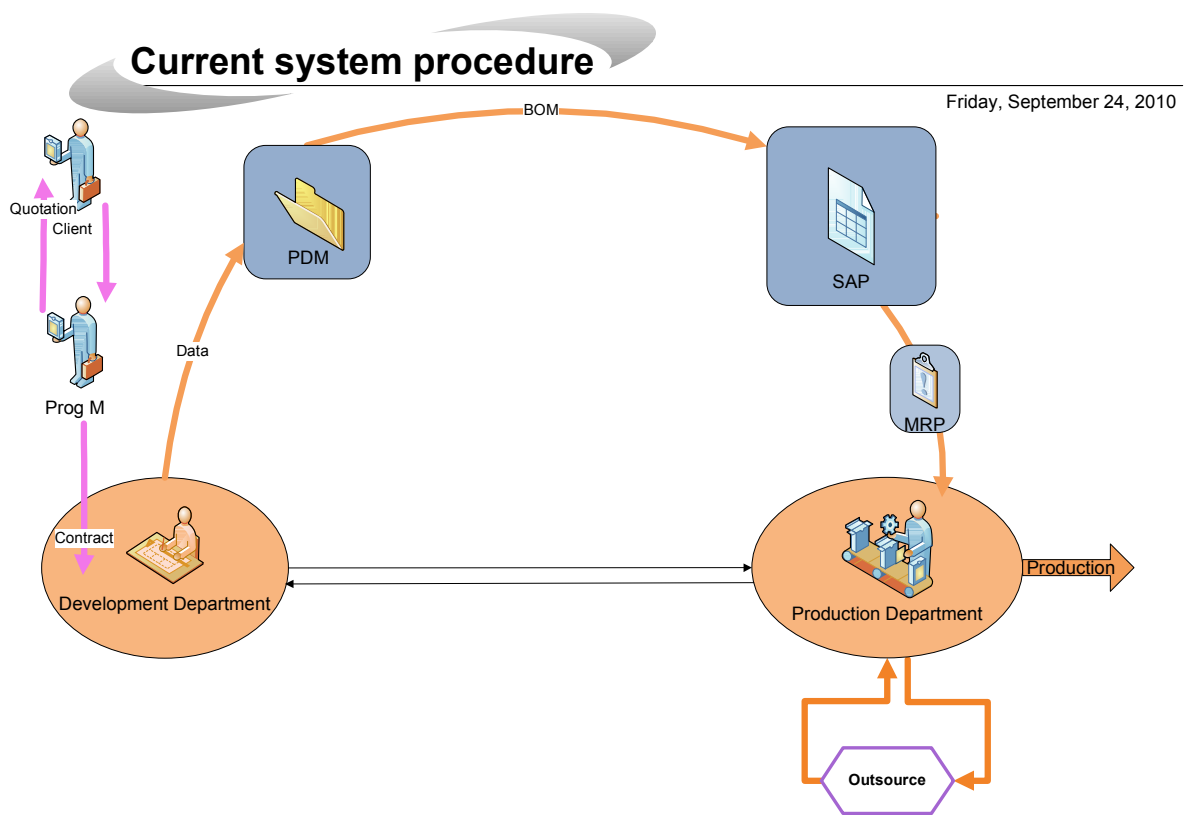 Current system procedure
Friday, September 24, 2010
BOM
Quotation
Client
PDM
SAP
Data
Prog M
MRP
Contract
Development Department
Production Department
Production
Outsource